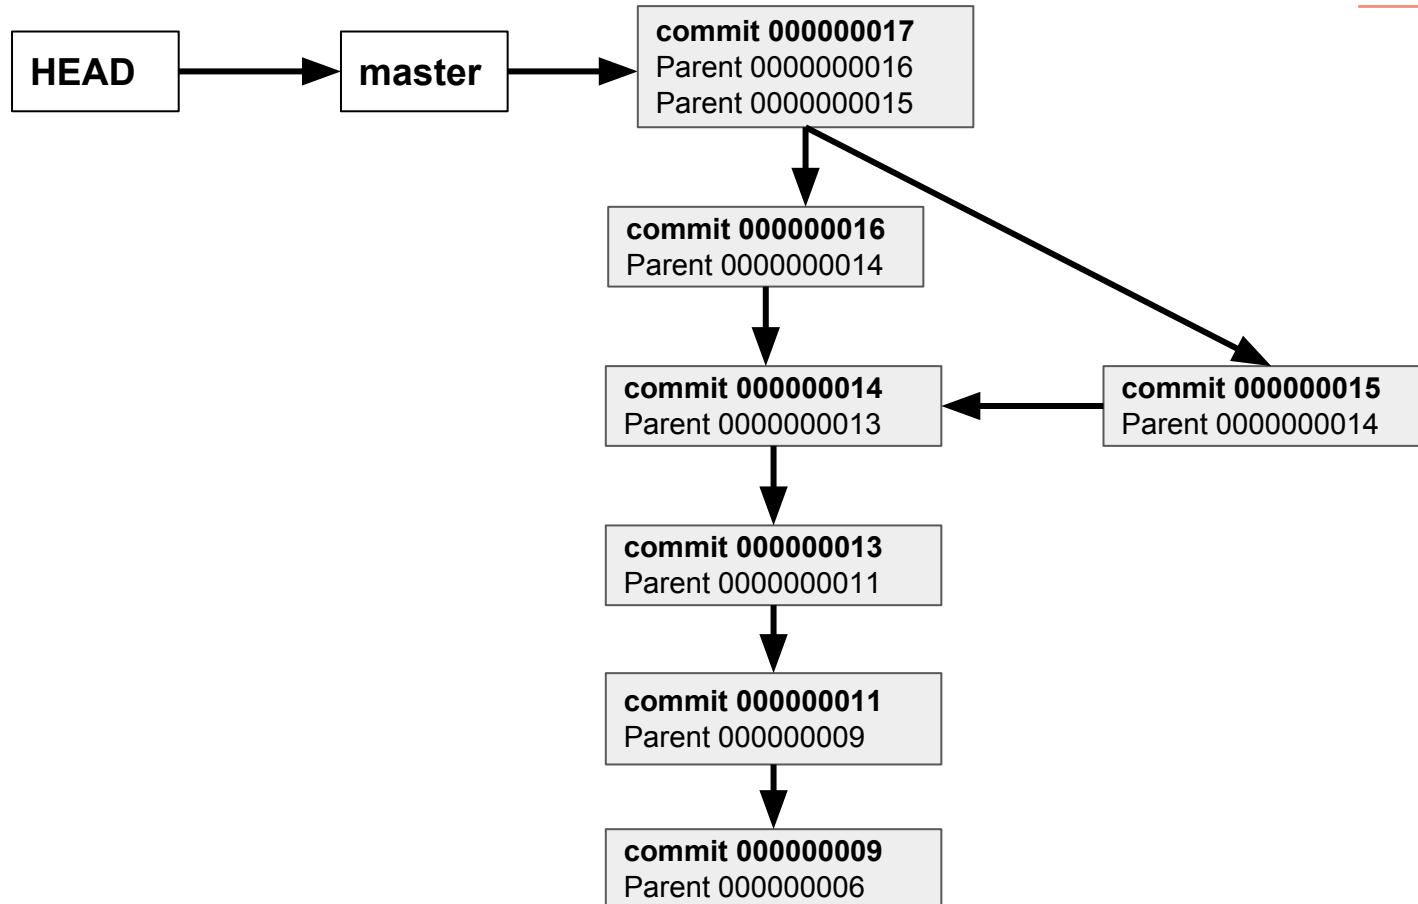 HEAD
master
commit 000000017
Parent 0000000016
Parent 0000000015
commit 000000016
Parent 0000000014
commit 000000014
Parent 0000000013
commit 000000015
Parent 0000000014
commit 000000013
Parent 0000000011
commit 000000011
Parent 000000009
commit 000000009
Parent 000000006